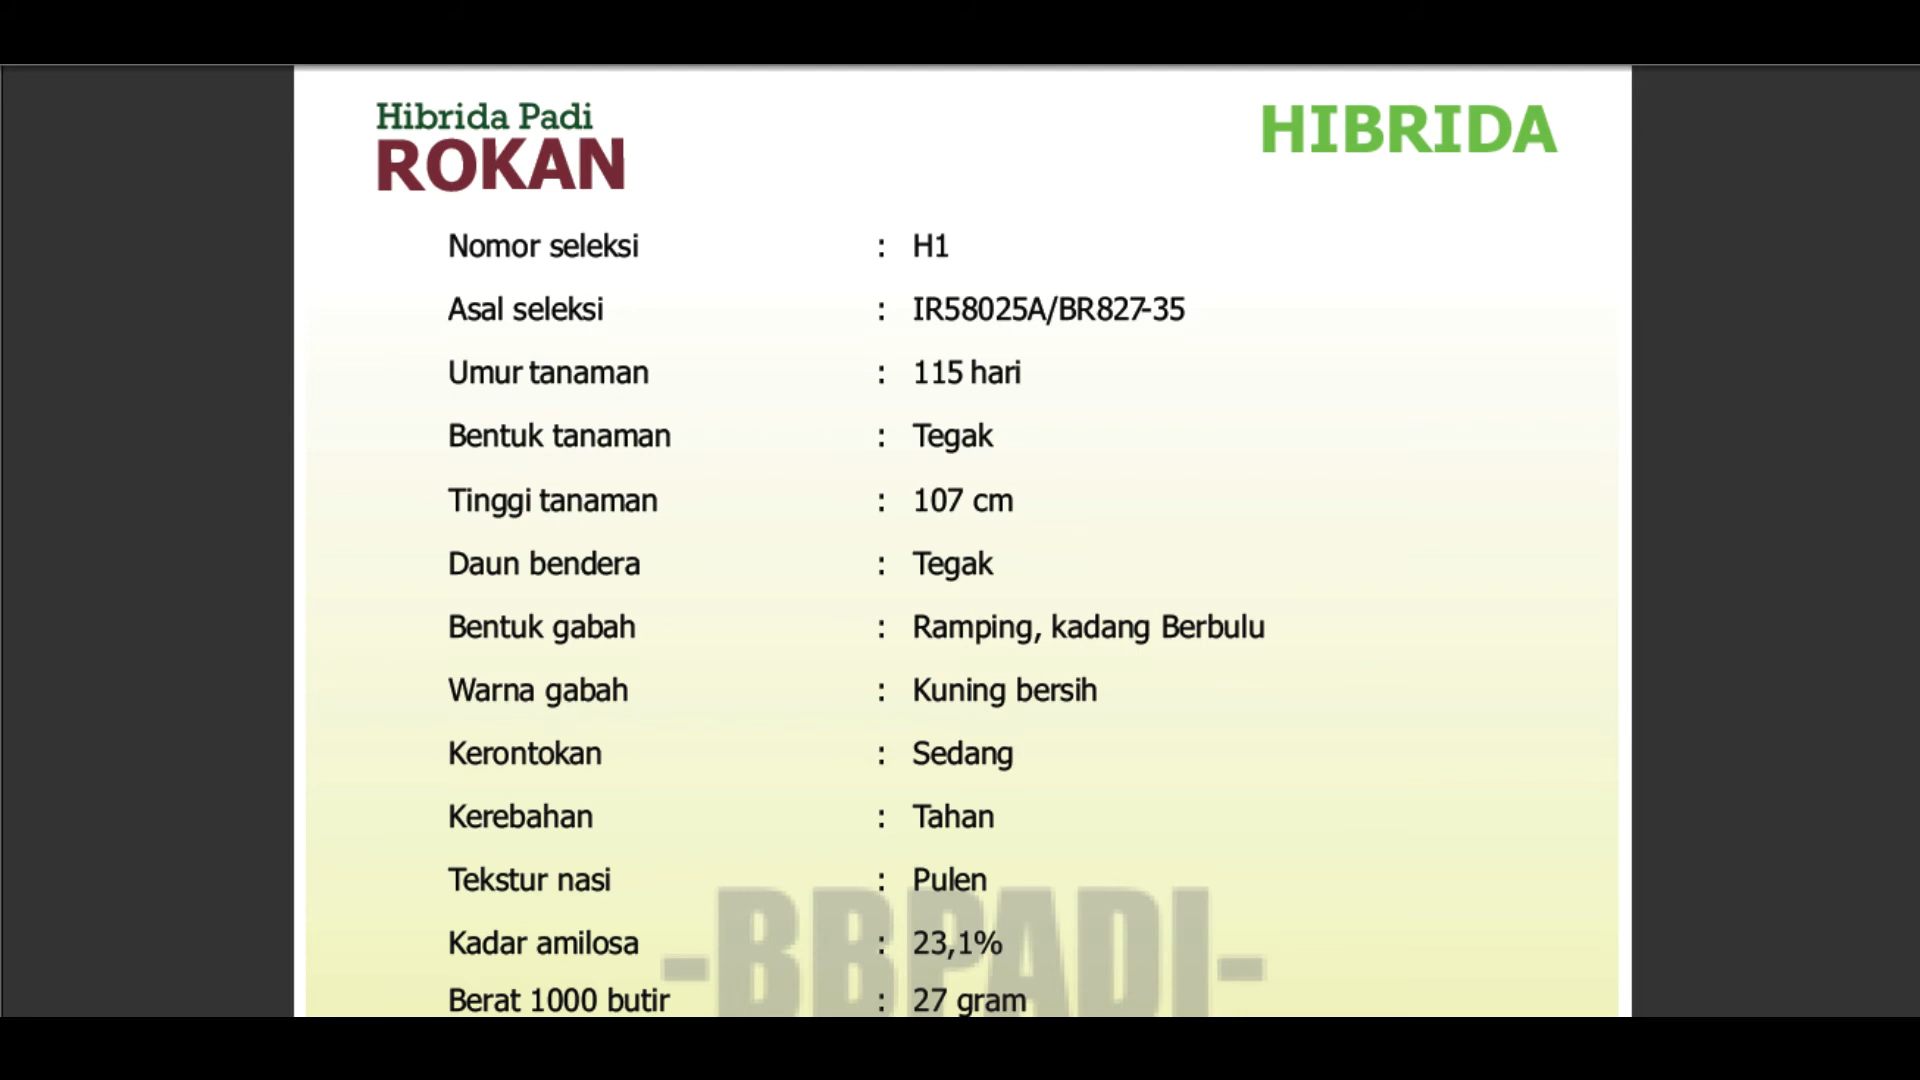 Hibrida Padi
ROKAN
HIBRIDA
Nomor seleksi : H1
Asal seleksi : IR58025A/BR827-35
Umur tanaman : 115 hari
Bentuk tanaman : Tegak
Tinggi tanaman : 107 cm
Daun bendera : Tegak
Bentuk gabah : Ramping, kadang Berbulu
Warna gabah : Kuning bersih
Kerontokan : Sedang
Kerebahan : Tahan
Tekstur nasi : Pulen
Kadar amilosa : 23,1%
Berat 1000 butir : 27 gram
-BBPADI-